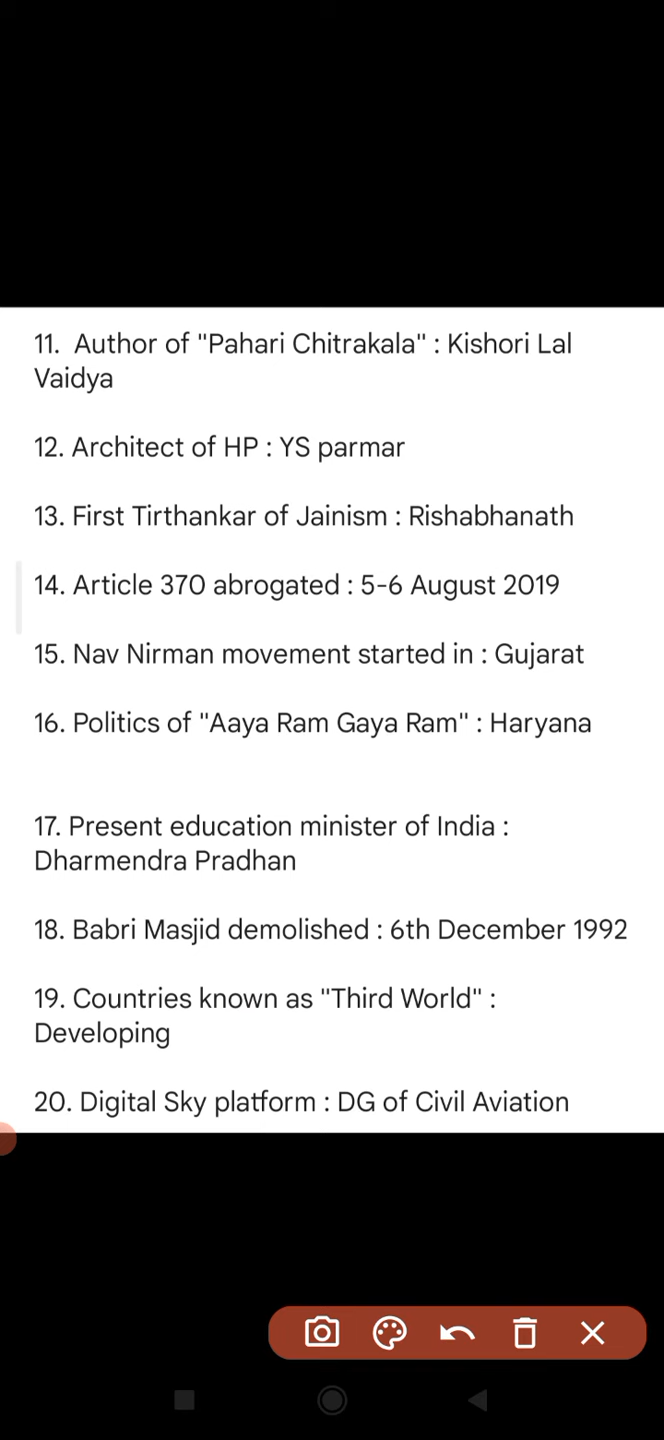 11.  Author of "Pahari Chitrakala" : Kishori Lal
Vaidya
12. Architect of HP : YS parmar
13. First Tirthankar of Jainism : Rishabhanath
14. Article 370 abrogated : 5-6 August 2019
15. Nav Nirman movement started in : Gujarat
16. Politics of "Aaya Ram Gaya Ram" : Haryana
17. Present education minister of India :
Dharmendra Pradhan
18. Babri Masjid demolished : 6th December 1992
19. Countries known as "Third World" :
Developing
20. Digital Sky platform : DG of Civil Aviation